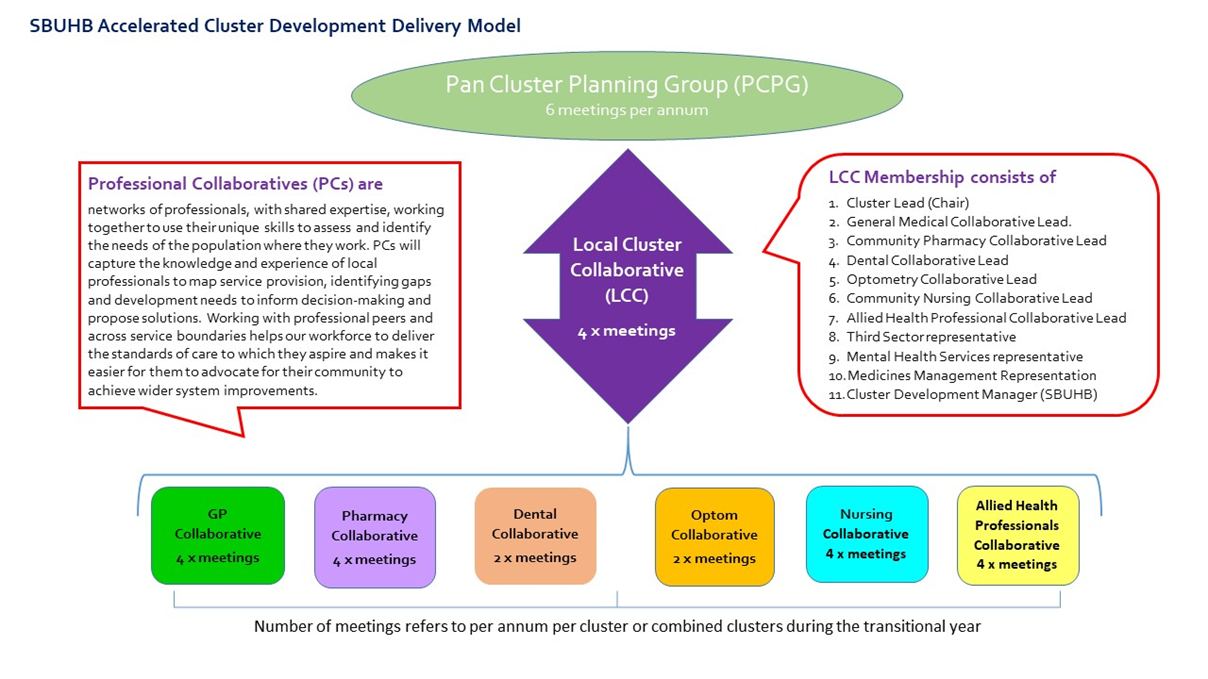 SBUHB Accelerated Cluster Development Delivery Model
Pan Cluster Planning Group (PCPG)
6 meetings per annum
Professional Collaboratives (PCs) are
networks of professionals, with shared expertise, working
together to use their unique skills to assess and identify
the needs of the population where they work. PCs will
capture the knowledge and experience of local
professionals to map service provision, identifying gaps
and development needs to inform decision-making and
propose solutions. Working with professional peers and
across service boundaries helps our workforce to deliver
the standards of care to which they aspire and makes it
easier for them to advocate for their community to
achieve wider system improvements.
Local Cluster
Collaborative
(LCC)
4 x meetings
LCC Membership consists of
1. Cluster Lead (Chair)
2. General Medical Collaborative Lead.
3. Community Pharmacy Collaborative Lead
4. Dental Collaborative Lead
5. Optometry Collaborative Lead
6. Community Nursing Collaborative Lead
7. Allied Health Professional Collaborative Lead
8. Third Sector representative
9. Mental Health Services representative
10. Medicines Management Representation
11. Cluster Development Manager (SBUHB)
GP
Collaborative
4 x meetings
Pharmacy
Collaborative
4 x meetings
Dental
Collaborative
2 x meetings
Optom
Collaborative
2 x meetings
Nursing
Collaborative
4 x meetings
Allied Health
Professionals
Collaborative
4 x meetings
Number of meetings refers to per annum per cluster or combined clusters during the transitional year